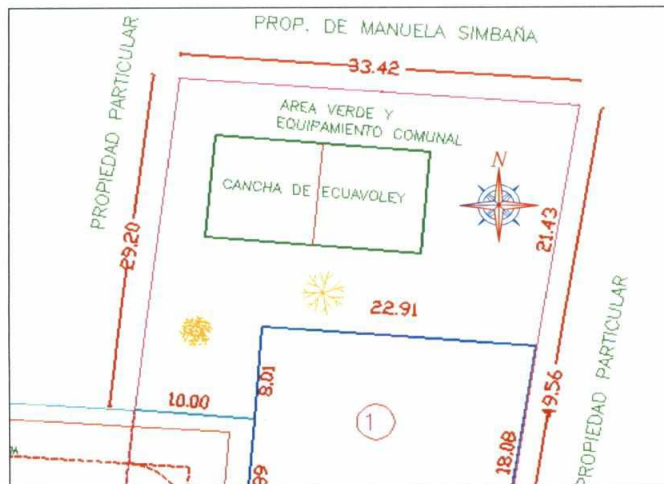 PROP. DE MANUELA SIMBAÑA
33.42
PROPIEDAD PARTICULAR
AREA VERDE Y
EQUIPAMIENTO COMUNAL
CANCHA DE ECUAVOLEY
N
29.20
21.43
22.91
PROPIEDAD PARTICULAR
49.56
10.00
8.01
1
18.08